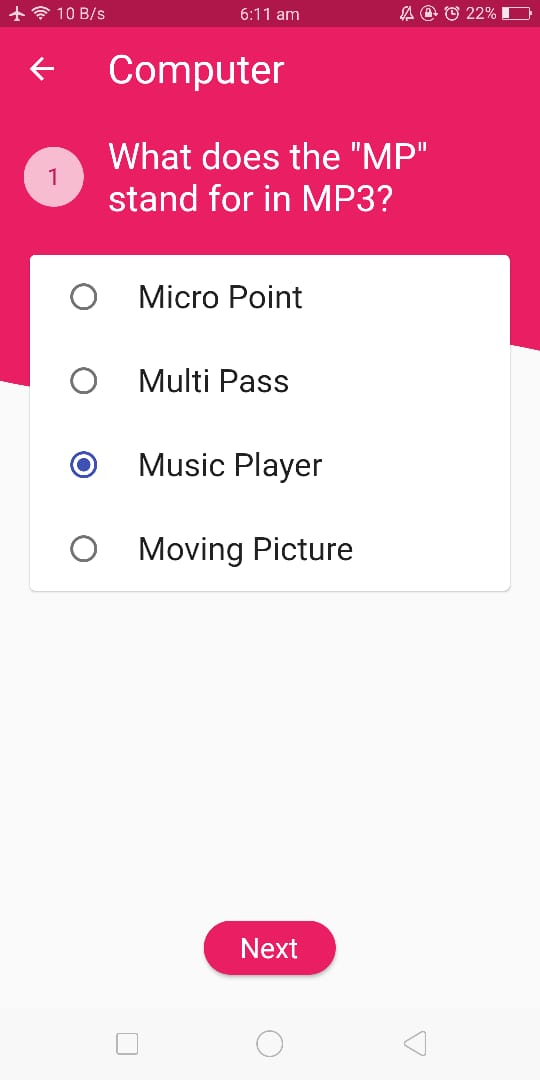 10 B/s 6:11 am 22%
Computer
1
What does the "MP"
stand for in MP3?
Micro Point
Multi Pass
Music Player
Moving Picture
Next